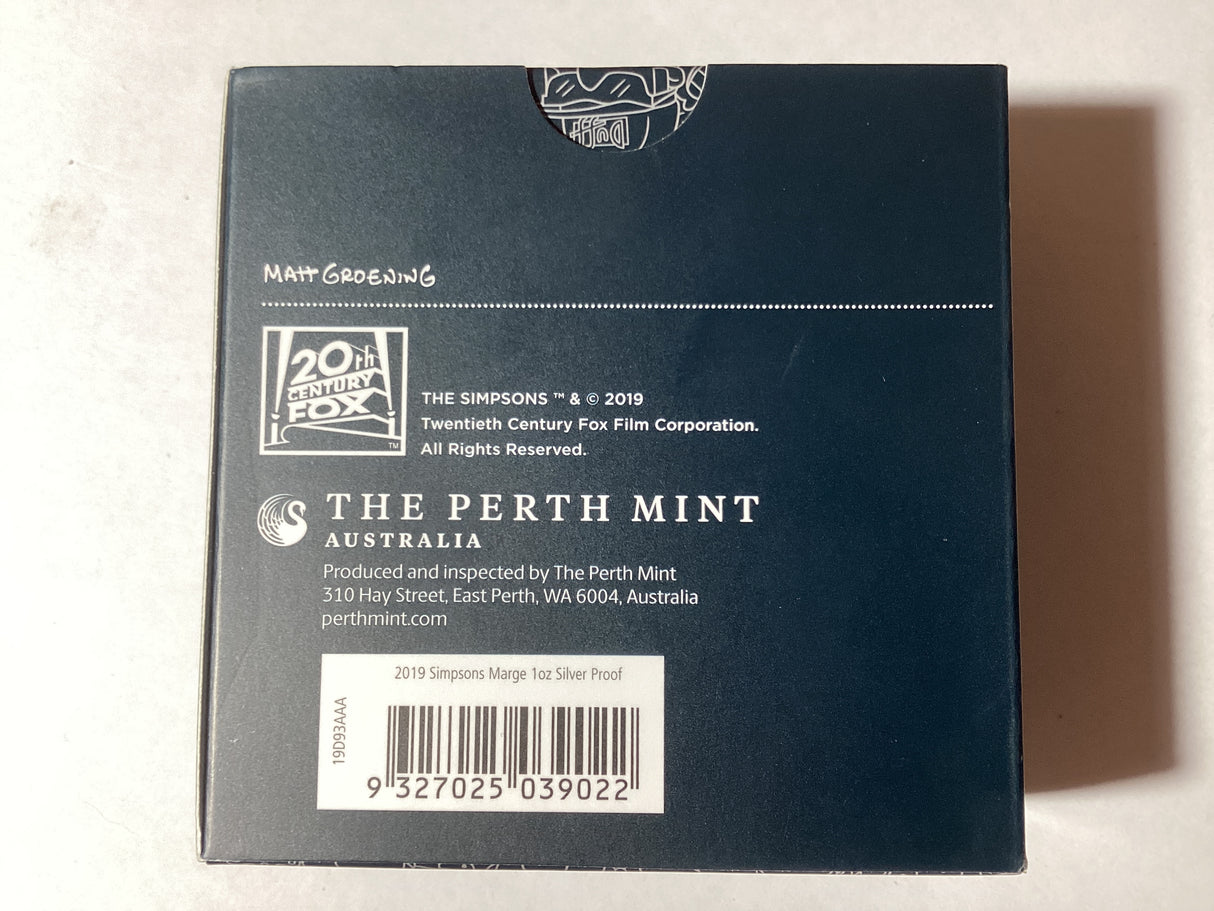 Duff
MATT GROENING
20th
CENTURY
FOX
TM
THE SIMPSONS ™ & © 2019
Twentieth Century Fox Film Corporation.
All Rights Reserved.
THE PERTH MINT
AUSTRALIA
Produced and inspected by The Perth Mint
310 Hay Street, East Perth, WA 6004, Australia
perthmint.com
2019 Simpsons Marge 1oz Silver Proof
19D93AAA
9 327025 039022